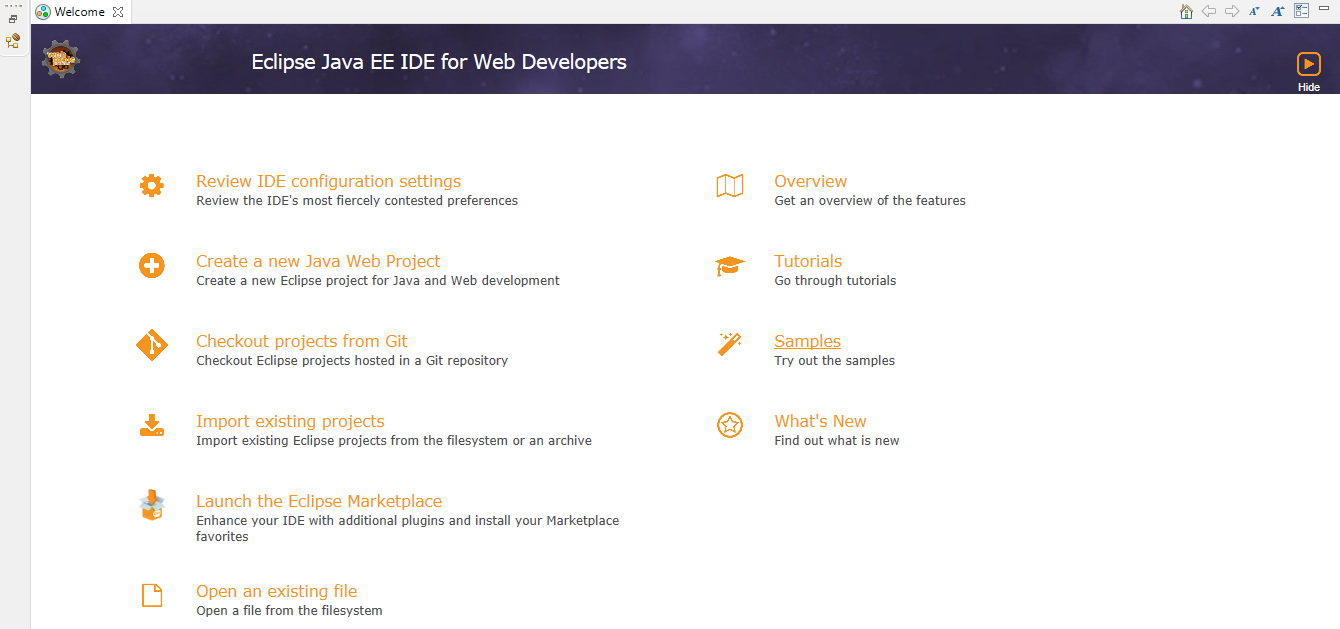 Welcome
Eclipse Java EE IDE for Web Developers
Hide
Review IDE configuration settings
Review the IDE's most fiercely contested preferences
Create a new Java Web Project
Create a new Eclipse project for Java and Web development
Checkout projects from Git
Checkout Eclipse projects hosted in a Git repository
Import existing projects
Import existing Eclipse projects from the filesystem or an archive
Launch the Eclipse Marketplace
Enhance your IDE with additional plugins and install your Marketplace
favorites
Open an existing file
Open a file from the filesystem
Overview
Get an overview of the features
Tutorials
Go through tutorials
Samples
Try out the samples
What's New
Find out what is new